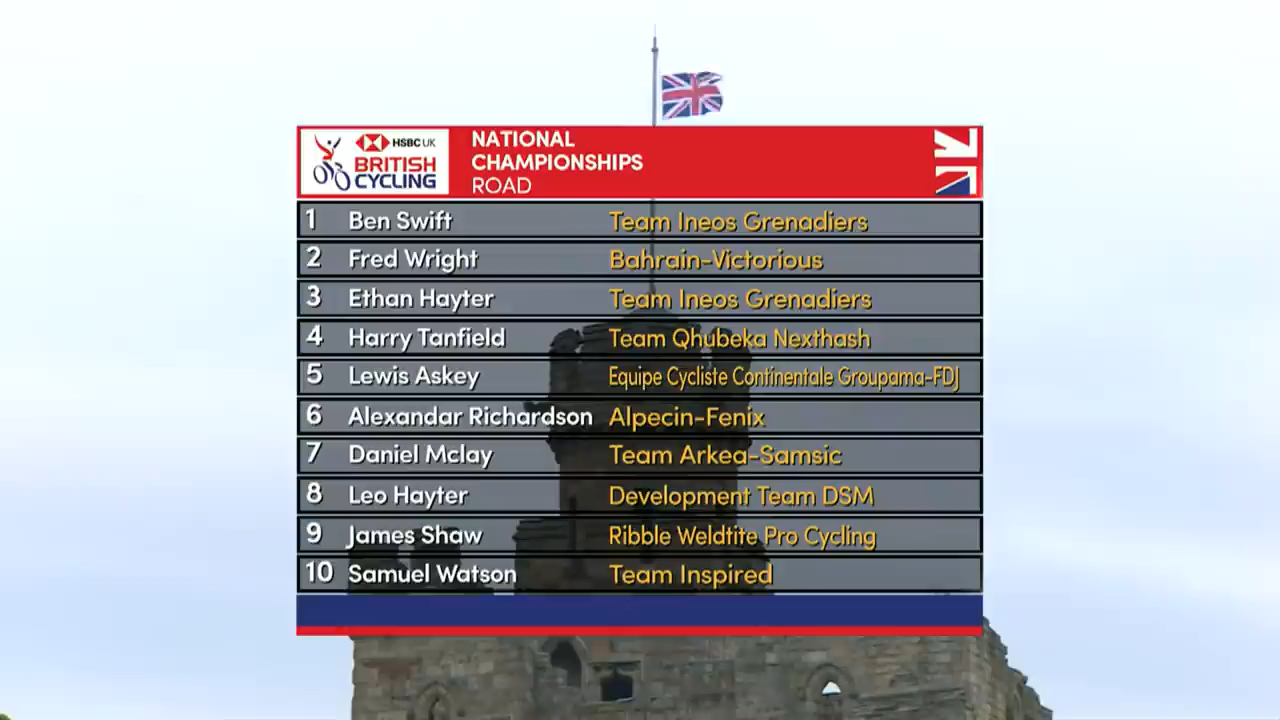 HSBC UK
BRITISH
CYCLING
NATIONAL
CHAMPIONSHIPS
ROAD
1 Ben Swift Team Ineos Grenadiers
2 Fred Wright Bahrain-Victorious
3 Ethan Hayter Team Ineos Grenadiers
4 Harry Tanfield Team Qhubeka Nexthash
5 Lewis Askey Equipe Cycliste Continentale Groupama-FDJ
6 Alexandar Richardson Alpecin-Fenix
7 Daniel Mclay Team Arkea-Samsic
8 Leo Hayter Development Team DSM
9 James Shaw Ribble Weldtite Pro Cycling
10 Samuel Watson Team Inspired